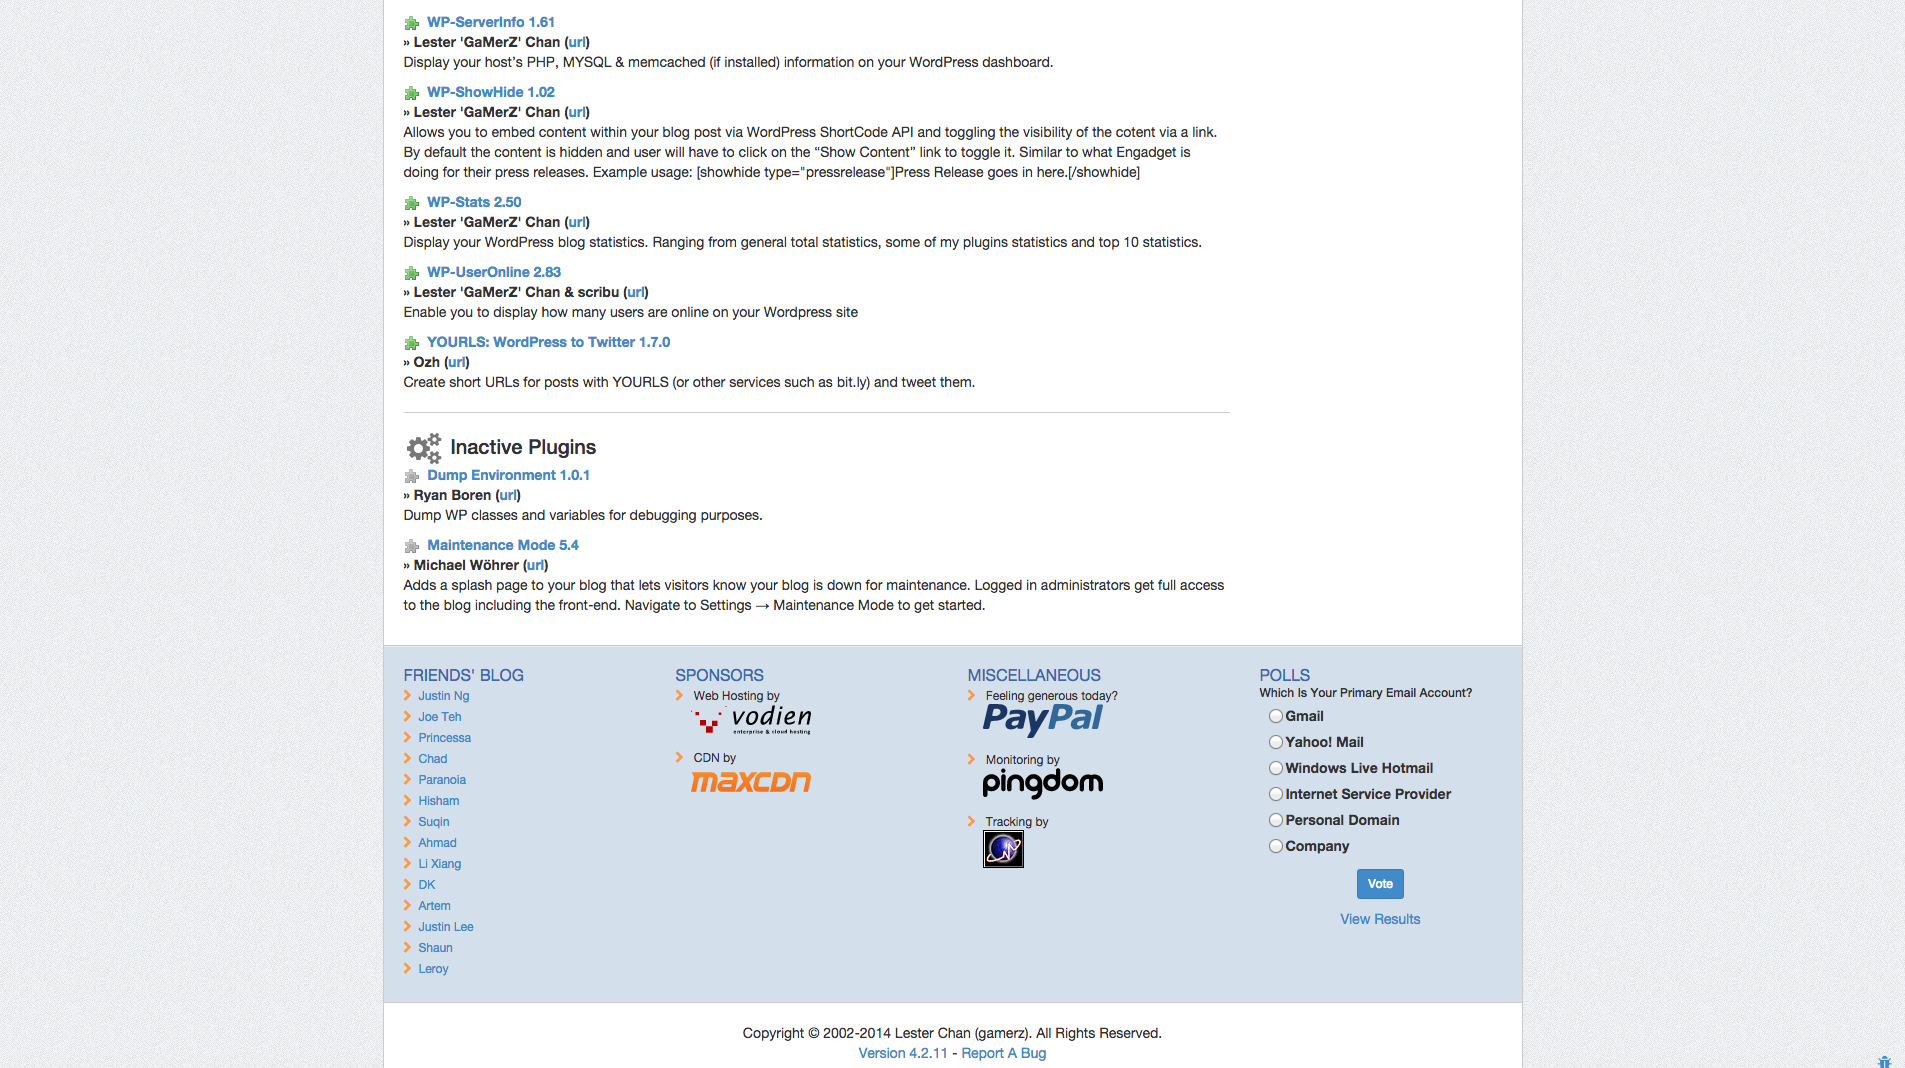 WP-ServerInfo 1.61
» Lester 'GaMerZ' Chan (url)
Display your host’s PHP, MYSQL & memcached (if installed) information on your WordPress dashboard.
WP-ShowHide 1.02
» Lester 'GaMerZ' Chan (url)
Allows you to embed content within your blog post via WordPress ShortCode API and toggling the visibility of the cotent via a link.
By default the content is hidden and user will have to click on the “Show Content” link to toggle it. Similar to what Engadget is
doing for their press releases. Example usage: [showhide type="pressrelease"]Press Release goes in here.[/showhide]
WP-Stats 2.50
» Lester 'GaMerZ' Chan (url)
Display your WordPress blog statistics. Ranging from general total statistics, some of my plugins statistics and top 10 statistics.
WP-UserOnline 2.83
» Lester 'GaMerZ' Chan & scribu (url)
Enable you to display how many users are online on your Wordpress site
YOURLS: WordPress to Twitter 1.7.0
» Ozh (url)
Create short URLs for posts with YOURLS (or other services such as bit.ly) and tweet them.
Inactive Plugins
Dump Environment 1.0.1
» Ryan Boren (url)
Dump WP classes and variables for debugging purposes.
Maintenance Mode 5.4
» Michael Wöhrer (url)
Adds a splash page to your blog that lets visitors know your blog is down for maintenance. Logged in administrators get full access
to the blog including the front-end. Navigate to Settings → Maintenance Mode to get started.
FRIENDS' BLOG
Justin Ng
Joe Teh
Princessa
Chad
Paranoia
Hisham
Suqin
Ahmad
Li Xiang
DK
Artem
Justin Lee
Shaun
Leroy
SPONSORS
Web Hosting by
vodien
enterprise & cloud hosting
CDN by
maxcdn
MISCELLANEOUS
Feeling generous today?
PayPal
Monitoring by
pingdom
Tracking by
POLLS
Which Is Your Primary Email Account?
Gmail
Yahoo! Mail
Windows Live Hotmail
Internet Service Provider
Personal Domain
Company
Vote
View Results
Copyright © 2002-2014 Lester Chan (gamerz). All Rights Reserved.
Version 4.2.11 - Report A Bug